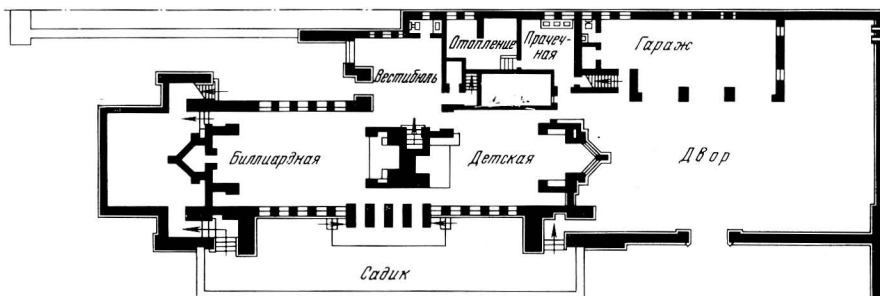 Отопление
Прачеч-
ная
Гараж
Вестибюль
Биллиардная
Детская
Двор
Садик